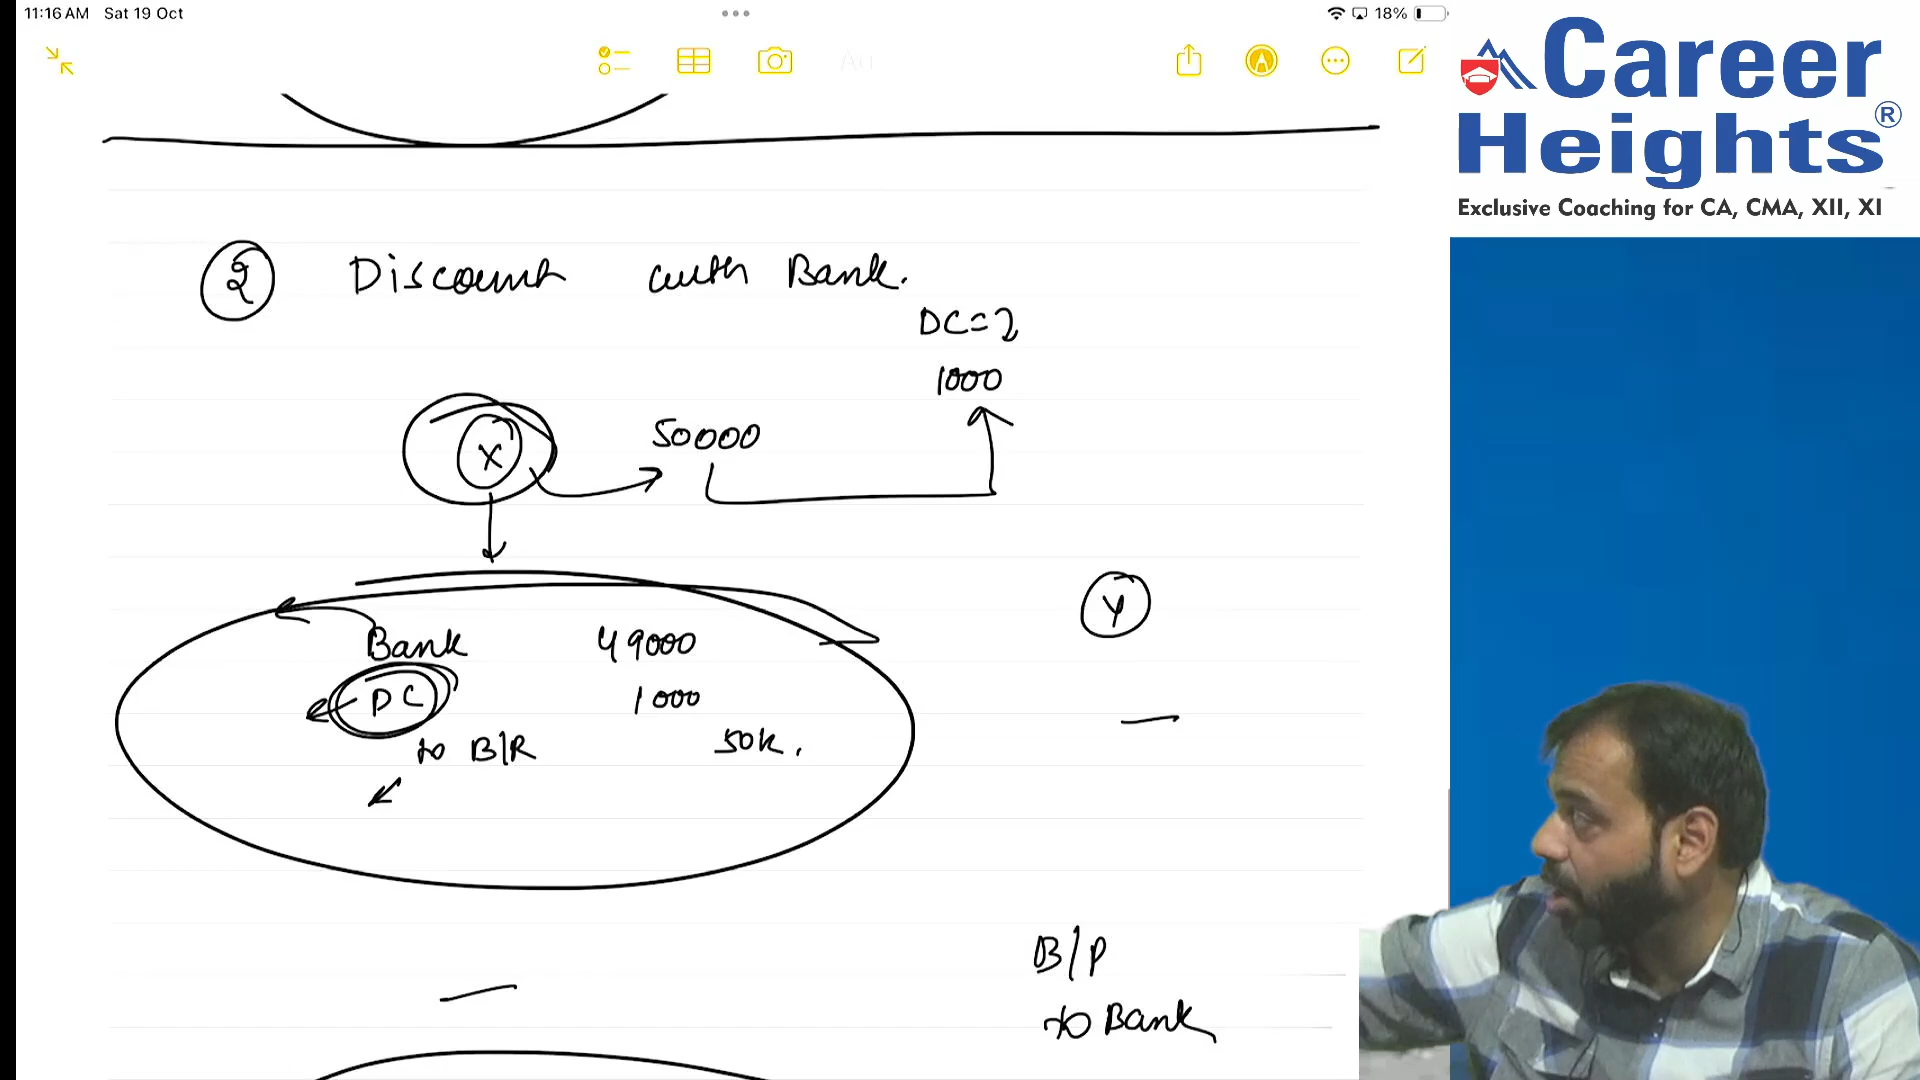 11:16 AM Sat 19 Oct
18%
Career
Heights®
Exclusive Coaching for CA, CMA, XII, XI
2 Discount with Bank.
DC = 2
1000
X 50000
Y
Bank 49000
DC 1000
to B/R 50k.
B/P
to Bank